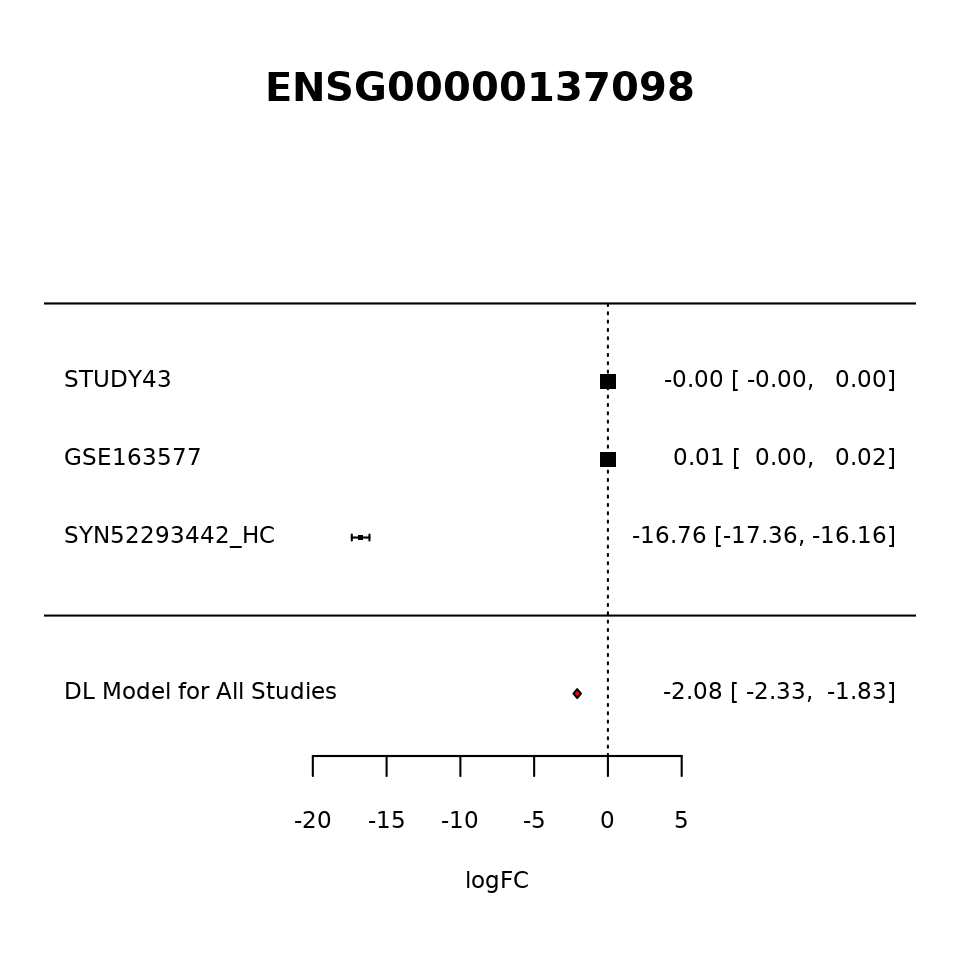 ENSG00000137098
STUDY43 -0.00 [ -0.00, 0.00]
GSE163577 0.01 [ 0.00, 0.02]
SYN52293442_HC -16.76 [-17.36, -16.16]
DL Model for All Studies -2.08 [ -2.33, -1.83]
-20 -15 -10 -5 0 5
logFC